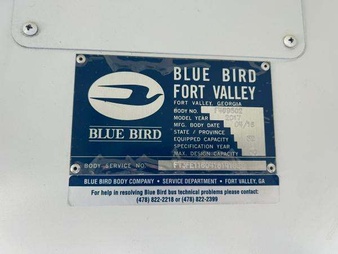 BLUE BIRD
FORT VALLEY
FORT VALLEY, GEORGIA
BODY NO.
MODEL YEAR 2017
MFG. BODY DATE
STATE / PROVINCE
EQUIPPED CAPACITY
SPECIFICATION YEAR
MAX. DESIGN CAPACITY
BLUE BIRD
BODY SERVICE NO.
BLUE BIRD BODY COMPANY • SERVICE DEPARTMENT • FORT VALLEY, GA
For help in resolving Blue Bird bus technical problems please contact:
(478) 822-2218 or (478) 822-2399